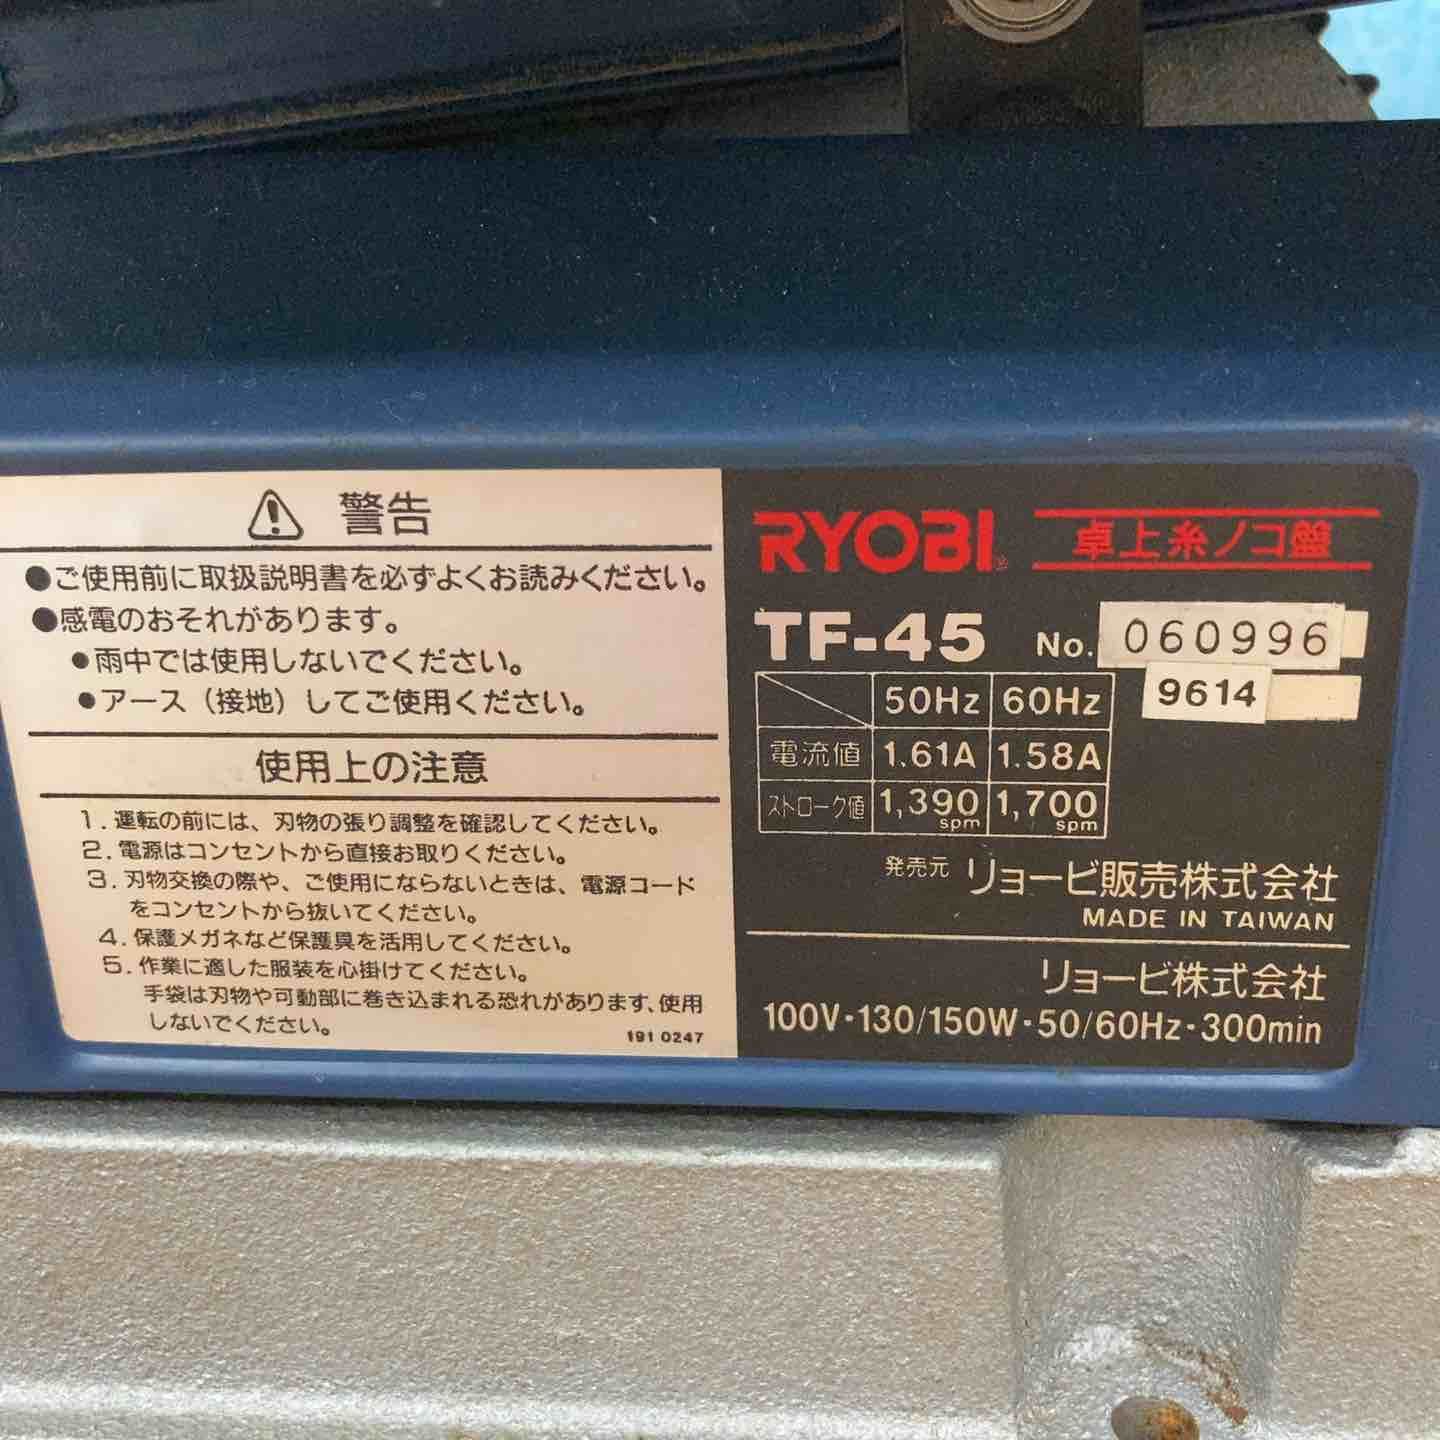 警告
●ご使用前に取扱説明書を必ずよくお読みください。
●感電のおそれがあります。
●雨中では使用しないでください。
●アース（接地）してご使用ください。
使用上の注意
1. 運転の前には、刃物の張り調整を確認してください。
2. 電源はコンセントから直接お取りください。
3. 刃物交換の際や、ご使用にならないときは、電源コード
をコンセントから抜いてください。
4. 保護メガネなど保護具を活用してください。
5. 作業に適した服装を心掛けてください。
手袋は刃物や可動部に巻き込まれる恐れがあります、使用
しないでください。
191 0247
RYOBI® 卓上糸ノコ盤
TF-45 No. 060996
9614
50Hz 60Hz
電流値 1.61A 1.58A
ストローク値 1,390 spm 1,700 spm
発売元 リョービ販売株式会社
MADE IN TAIWAN
リョービ株式会社
100V・130/150W・50/60Hz・300min